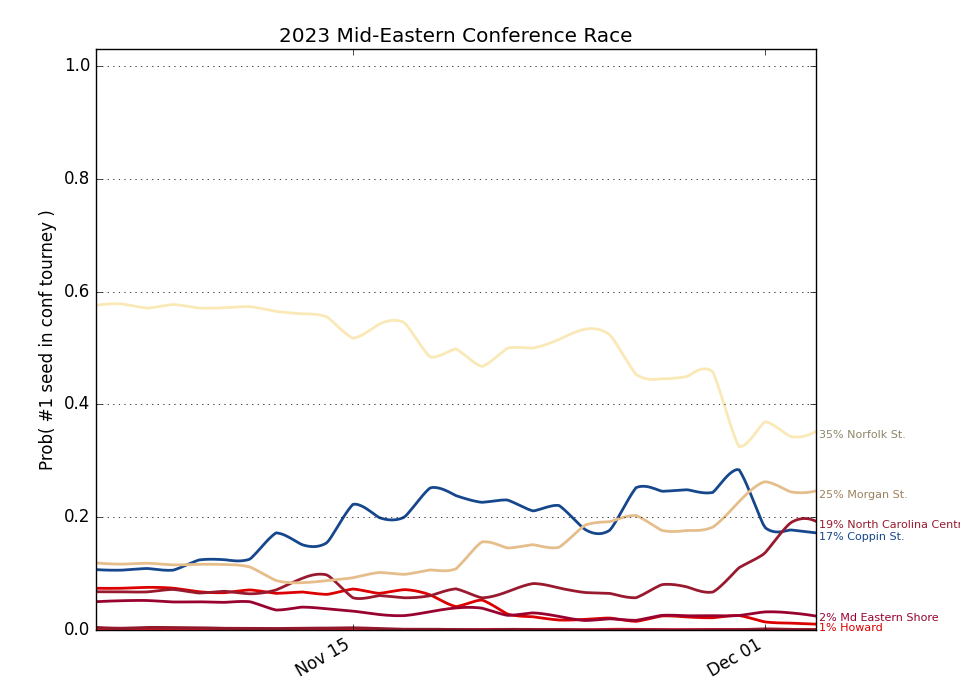 2023 Mid-Eastern Conference Race
Prob( #1 seed in conf tourney )
1.0
0.8
0.6
0.4
0.2
0.0
Nov 15
Dec 01
35% Norfolk St.
25% Morgan St.
19% North Carolina Centr
17% Coppin St.
2% Md Eastern Shore
1% Howard